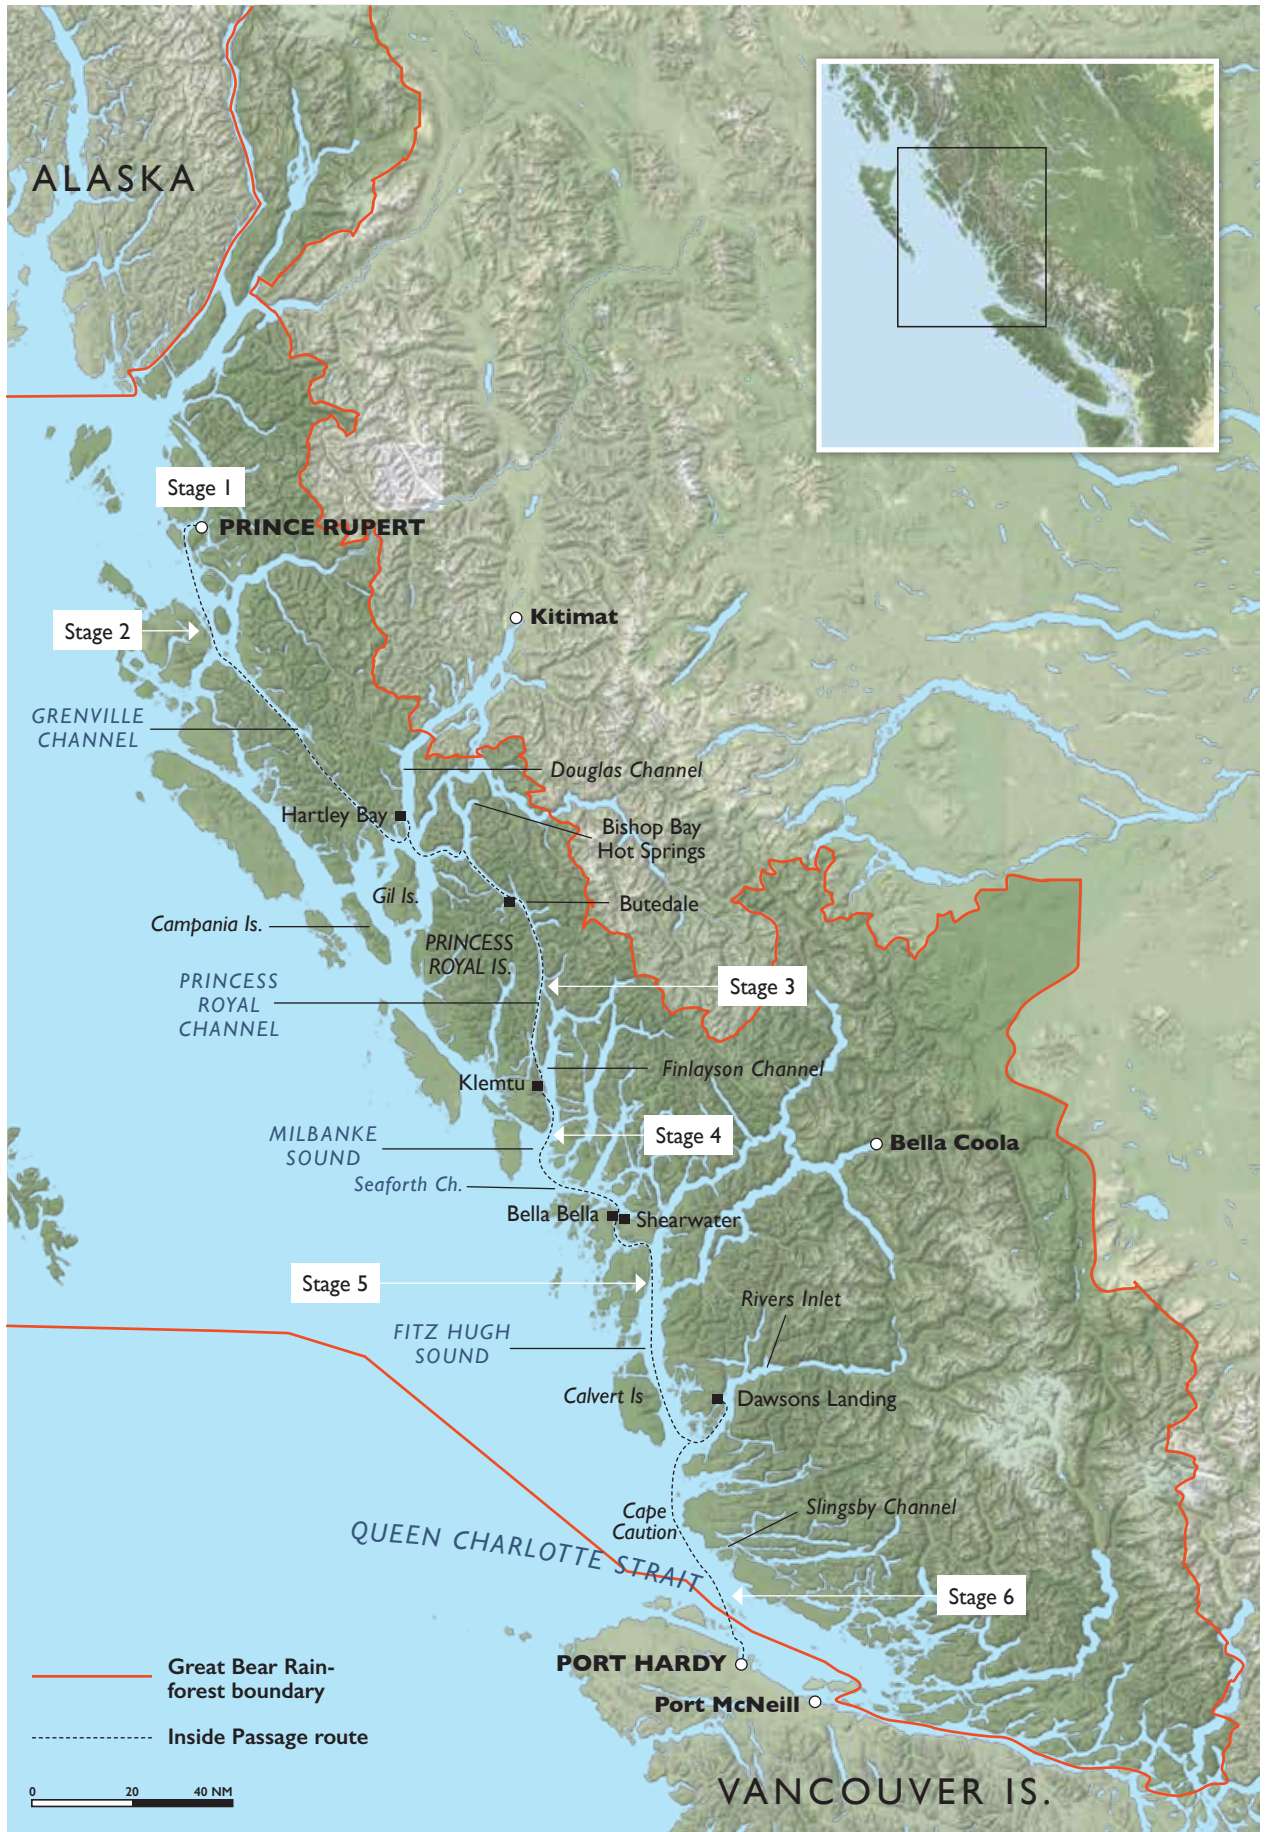 ALASKA
Stage 1
PRINCE RUPERT
Stage 2
Kitimat
GRENVILLE
CHANNEL
Douglas Channel
Hartley Bay
Bishop Bay
Hot Springs
Gil Is.
Butedale
Campania Is.
PRINCESS
ROYAL IS.
PRINCESS
ROYAL
CHANNEL
Stage 3
Finlayson Channel
Klemtu
MILBANKE
SOUND
Stage 4
Bella Coola
Seaforth Ch.
Bella Bella
Shearwater
Stage 5
Rivers Inlet
FITZ HUGH
SOUND
Calvert Is
Dawsons Landing
Cape
Caution
Slingsby Channel
QUEEN CHARLOTTE STRAIT
Stage 6
PORT HARDY
Port McNeill
Great Bear Rain-
forest boundary
Inside Passage route
0 20 40 NM
VANCOUVER IS.